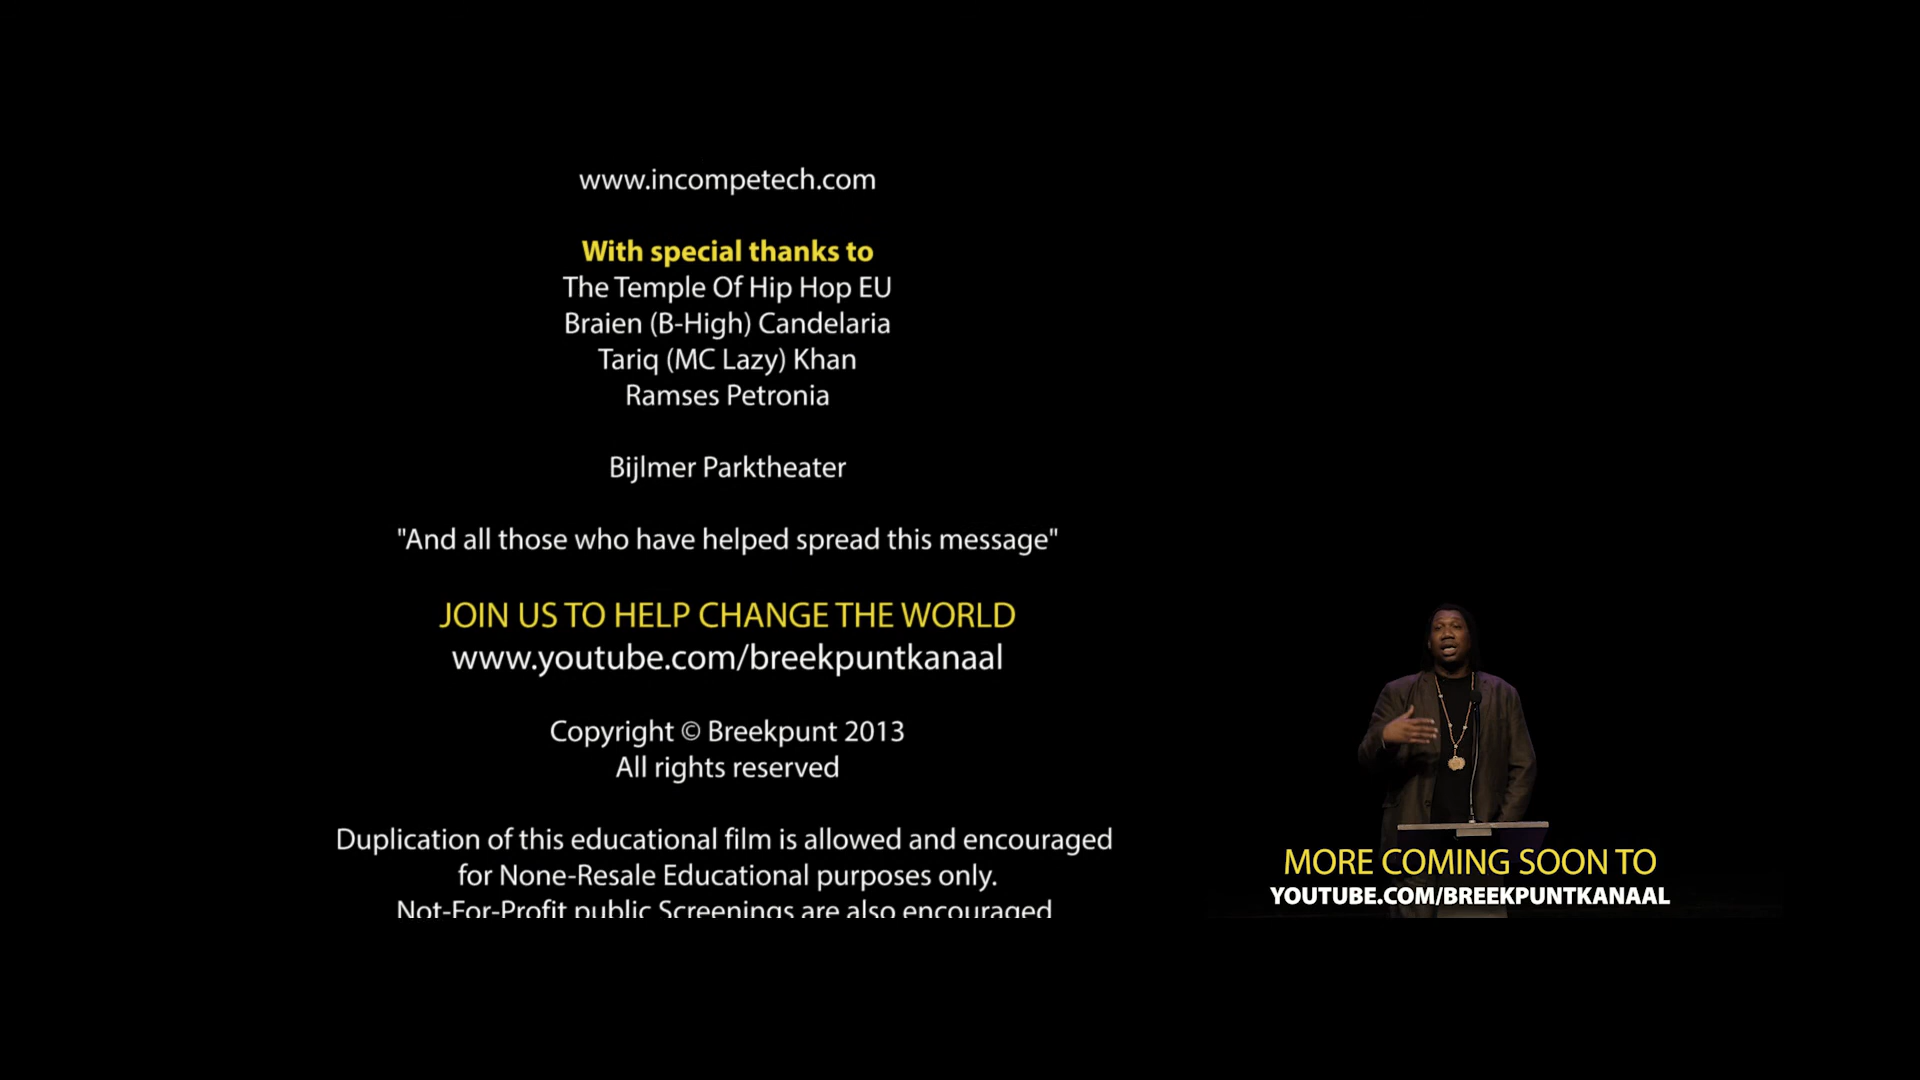 www.incompetech.com
With special thanks to
The Temple Of Hip Hop EU
Braien (B-High) Candelaria
Tariq (MC Lazy) Khan
Ramses Petronia
Bijlmer Parktheater
"And all those who have helped spread this message"
JOIN US TO HELP CHANGE THE WORLD
www.youtube.com/breekpuntkanaal
Copyright © Breekpunt 2013
All rights reserved
Duplication of this educational film is allowed and encouraged
for None-Resale Educational purposes only.
Not-For-Profit public Screenings are also encouraged
MORE COMING SOON TO
YOUTUBE.COM/BREEKPUNTKANAAL